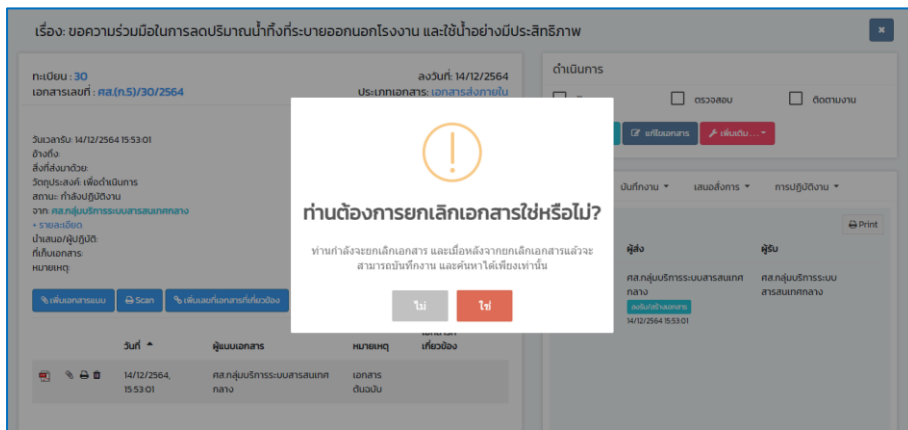 เรื่อง: ขอความร่วมมือในการลดปริมาณน้ำทิ้งที่ระบายออกนอกโรงงาน และใช้น้ำอย่างมีประสิทธิภาพ
×
ทะเบียน : 30
ลงวันที่: 14/12/2564
เอกสารเลขที่ : ศส.(ก.5)/30/2564
ประเภทเอกสาร: เอกสารส่งภายใน
ดำเนินการ
ตรวจสอบ
ติดตามงาน
แก้ไขเอกสาร
เพิ่มเติม...
วันเวลารับ: 14/12/2564 15:53:01
อ้างถึง:
สิ่งที่ส่งมาด้วย:
วัตถุประสงค์: เพื่อดำเนินการ
สถานะ: กำลังปฏิบัติงาน
จาก: ศส.กลุ่มบริการระบบสารสนเทศกลาง
+ รายละเอียด
นำเสนอ/ผู้ปฏิบัติ:
ที่เก็บเอกสาร:
หมายเหตุ:
เพิ่มเอกสารแนบ
Scan
เพิ่มเลขที่เอกสารที่เกี่ยวข้อง
ท่านต้องการยกเลิกเอกสารใช่หรือไม่?
ท่านกำลังจะยกเลิกเอกสาร และเมื่อหลังจากยกเลิกเอกสารแล้วจะ
สามารถบันทึกงาน และค้นหาได้เพียงเท่านั้น
ไม่
ใช่
บันทึกงาน
เสนอสั่งการ
การปฏิบัติงาน
Print
ผู้ส่ง
ผู้รับ
ศส.กลุ่มบริการระบบสารสนเทศ
กลาง
ศส.กลุ่มบริการระบบ
สารสนเทศกลาง
ลงรับ/สร้างเอกสาร
14/12/2564 15:53:01
วันที่
ผู้แนบเอกสาร
หมายเหตุ
เกี่ยวข้อง
14/12/2564,
15:53:01
ศส.กลุ่มบริการระบบสารสนเทศ
กลาง
เอกสาร
ต้นฉบับ